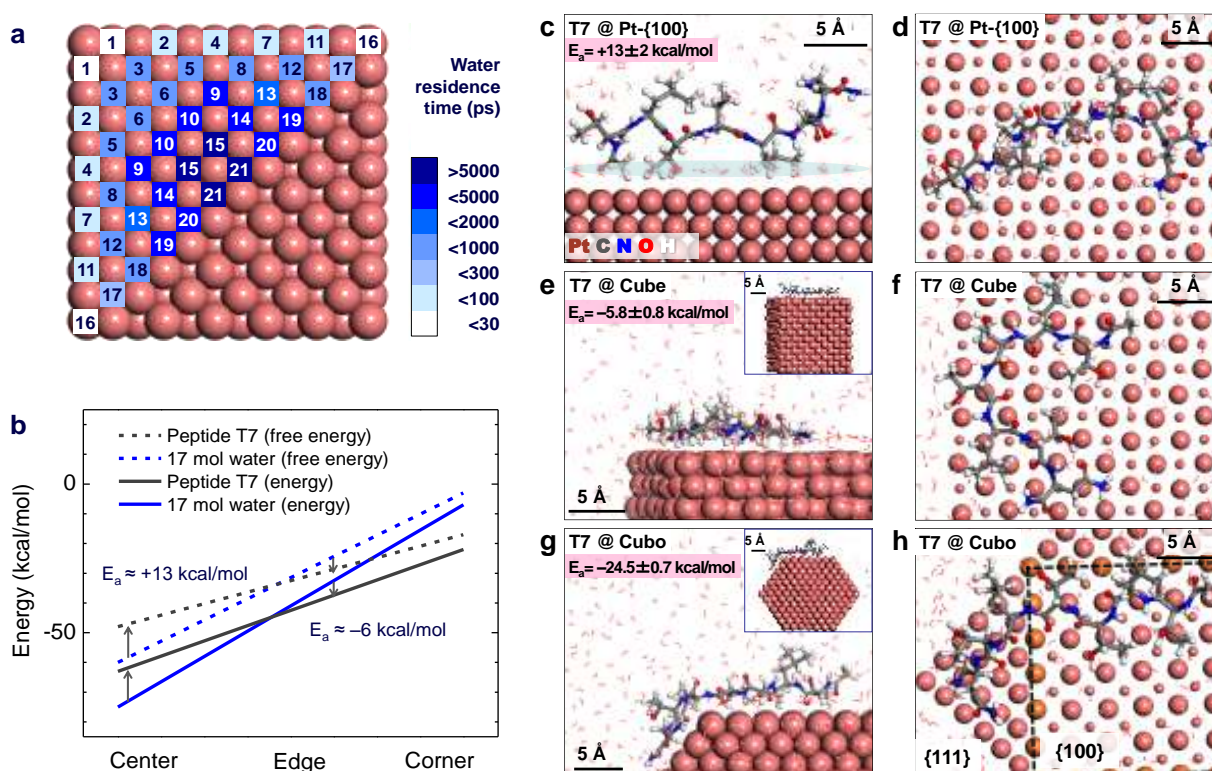 a
1 2 4 7 11 16
1 3 5 8 12 17
3 6 9 13 18
2 6 10 14 19
5 10 15 20
4 9 15 21
8 14 21
7 13 20
12 19
11 18
17
16
Water
residence
time (ps)
>5000
<5000
<2000
<1000
<300
<100
<30
b
Peptide T7 (free energy)
17 mol water (free energy)
Peptide T7 (energy)
17 mol water (energy)
0
-50
Energy (kcal/mol)
Eₐ ≈ +13 kcal/mol
Eₐ ≈ –6 kcal/mol
Center Edge Corner
c T7 @ Pt-{100}
Eₐ= +13±2 kcal/mol
5 Å
Pt C N O H
d T7 @ Pt-{100}
5 Å
e T7 @ Cube
Eₐ= –5.8±0.8 kcal/mol
5 Å
5 Å
f T7 @ Cube
5 Å
g T7 @ Cubo
Eₐ= –24.5±0.7 kcal/mol
5 Å
5 Å
h T7 @ Cubo
5 Å
{111} {100}